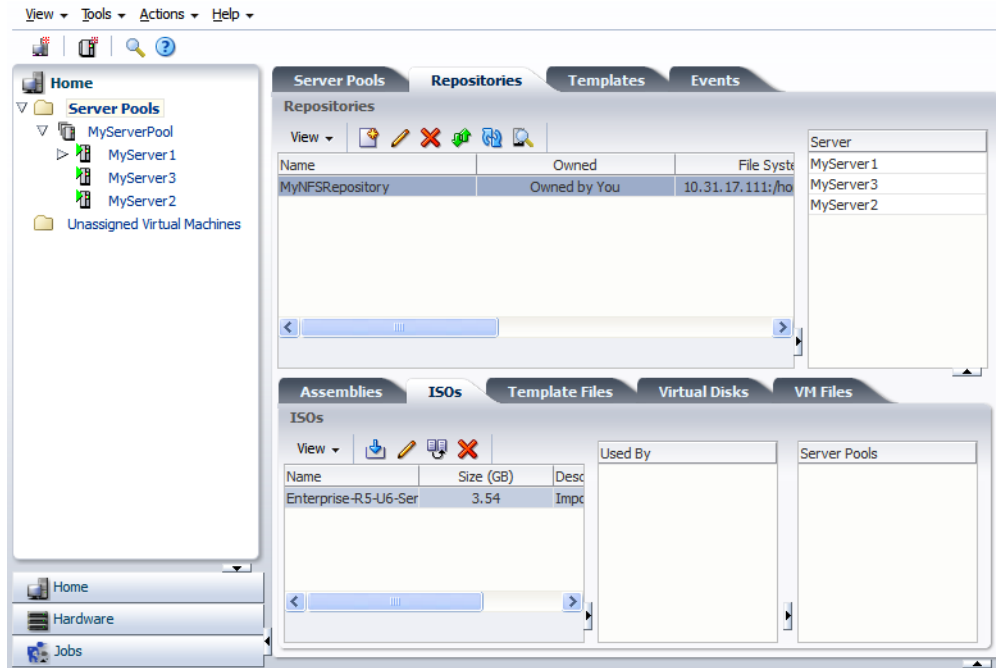 View Tools Actions Help
Home
Server Pools
MyServerPool
MyServer1
MyServer3
MyServer2
Unassigned Virtual Machines
Home
Hardware
Jobs
Server Pools Repositories Templates Events
Repositories
View
Name Owned File Syste
MyNFSRepository Owned by You 10.31.17.111:/ho
Server
MyServer1
MyServer3
MyServer2
Assemblies ISOs Template Files Virtual Disks VM Files
ISOs
View
Name Size (GB) Desc
Enterprise-R5-U6-Ser 3.54 Impo
Used By
Server Pools